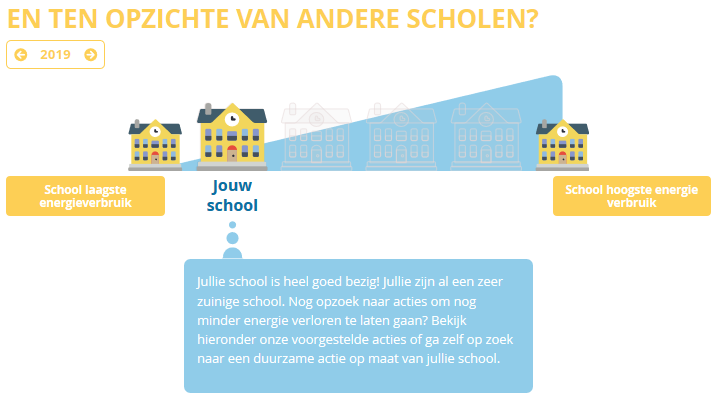 EN TEN OPZICHTE VAN ANDERE SCHOLEN?
2019
School laagste
energieverbruik
Jouw
school
School hoogste energie
verbruik
Jullie school is heel goed bezig! Jullie zijn al een zeer
zuinige school. Nog opzoek naar acties om nog
minder energie verloren te laten gaan? Bekijk
hieronder onze voorgestelde acties of ga zelf op zoek
naar een duurzame actie op maat van jullie school.